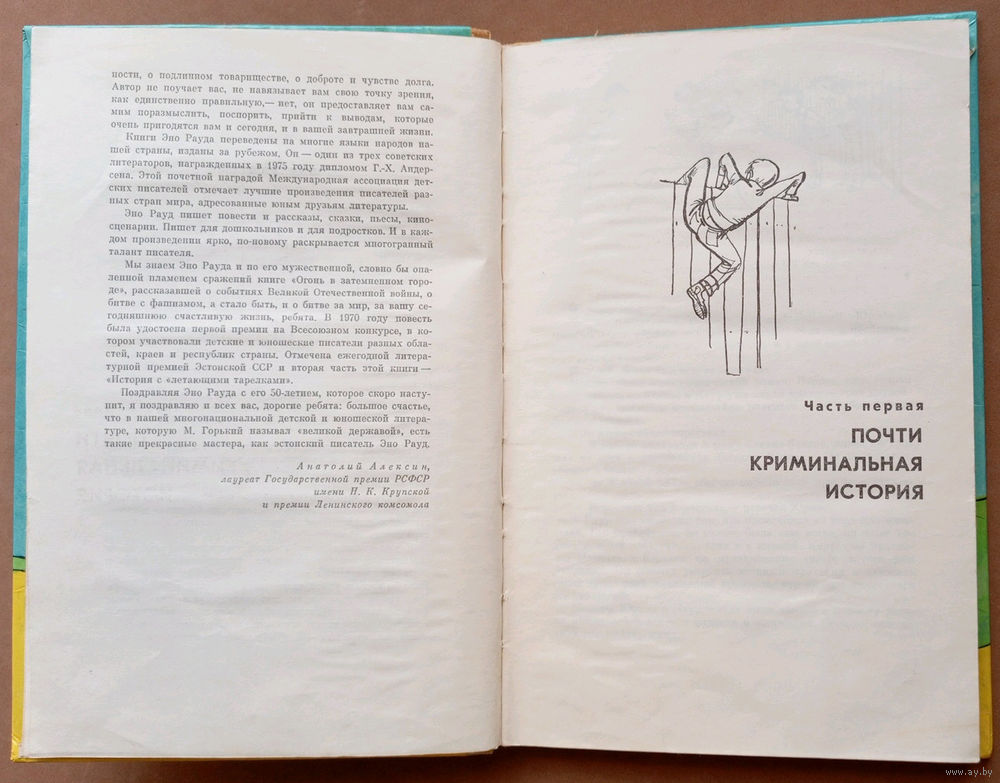 ности, о подлинном товариществе, о доброте и чувстве долга.
Автор не поучает вас, не навязывает вам свою точку зрения,
как единственно правильную,— нет, он предоставляет вам са-
мим поразмыслить, поспорить, прийти к выводам, которые
очень пригодятся вам и сегодня, и в вашей завтрашней жизни.
Книги Эно Рауда переведены на многие языки народов на-
шей страны, изданы за рубежом. Он — один из трех советских
литераторов, награжденных в 1975 году дипломом Г.-Х. Андер-
сена. Этой почетной наградой Международная ассоциация дет-
ских писателей отмечает лучшие произведения писателей раз-
ных стран мира, адресованные юным друзьям литературы.
Эно Рауд пишет повести и рассказы, сказки, пьесы, кино-
сценарии. Пишет для дошкольников и для подростков. И в каж-
дом произведении ярко, по-новому раскрывается многогранный
талант писателя.
Мы знаем Эно Рауда и по его мужественной, словно бы опа-
ленной пламенем сражений книге «Огонь в затемненном горо-
де», рассказавшей о событиях Великой Отечественной войны, о
битве с фашизмом, а стало быть, и о битве за мир, за вашу се-
годняшнюю счастливую жизнь, ребята. В 1970 году повесть
была удостоена первой премии на Всесоюзном конкурсе, в ко-
тором участвовали детские и юношеские писатели разных обла-
стей, краев и республик страны. Отмечена ежегодной литера-
турной премией Эстонской ССР и вторая часть этой книги —
«История с «летающими тарелками».
Поздравляя Эно Рауда с его 50-летием, которое скоро насту-
пит, я поздравляю и всех вас, дорогие ребята: большое счастье,
что в нашей многонациональной детской и юношеской литера-
туре, которую М. Горький называл «великой державой», есть
такие прекрасные мастера, как эстонский писатель Эно Рауд.
Анатолий Алексин,
лауреат Государственной премии РСФСР
имени Н. К. Крупской
и премии Ленинского комсомола
Часть первая
ПОЧТИ
КРИМИНАЛЬНАЯ
ИСТОРИЯ
www.ay.by